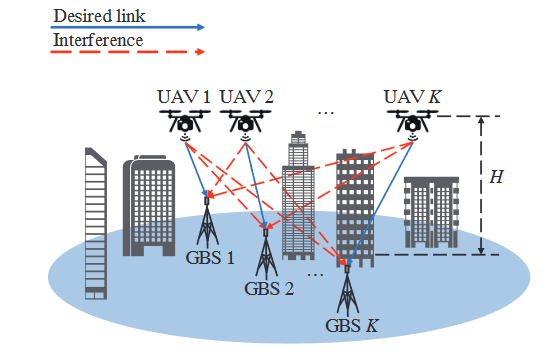 Desired link
Interference
UAV 1 UAV 2 ... UAV K
H
GBS 1
GBS 2
...
GBS K